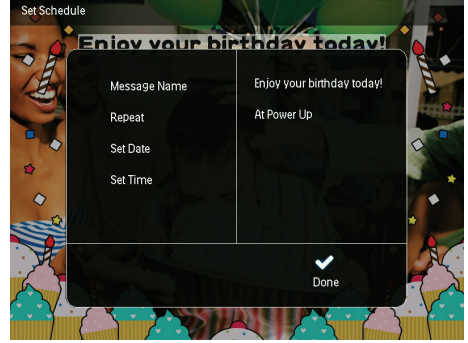 Set Schedule
Enjoy your birthday today!
Message Name
Enjoy your birthday today!
Repeat
At Power Up
Set Date
Set Time
Done